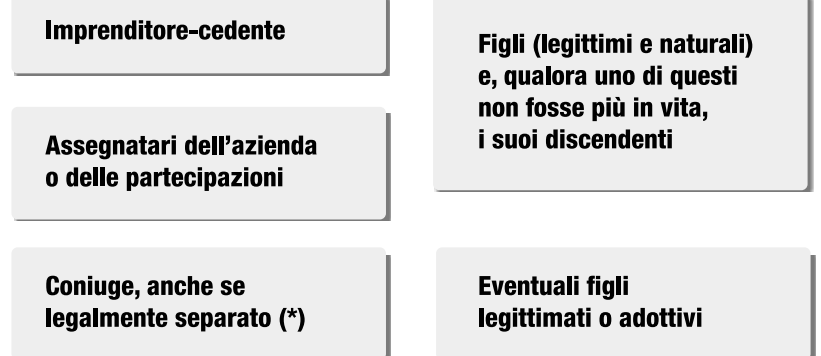 Imprenditore-cedente
Assegnatari dell'azienda
o delle partecipazioni
Coniuge, anche se
legalmente separato (*)
Figli (legittimi e naturali)
e, qualora uno di questi
non fosse più in vita,
i suoi discendenti
Eventuali figli
legittimati o adottivi